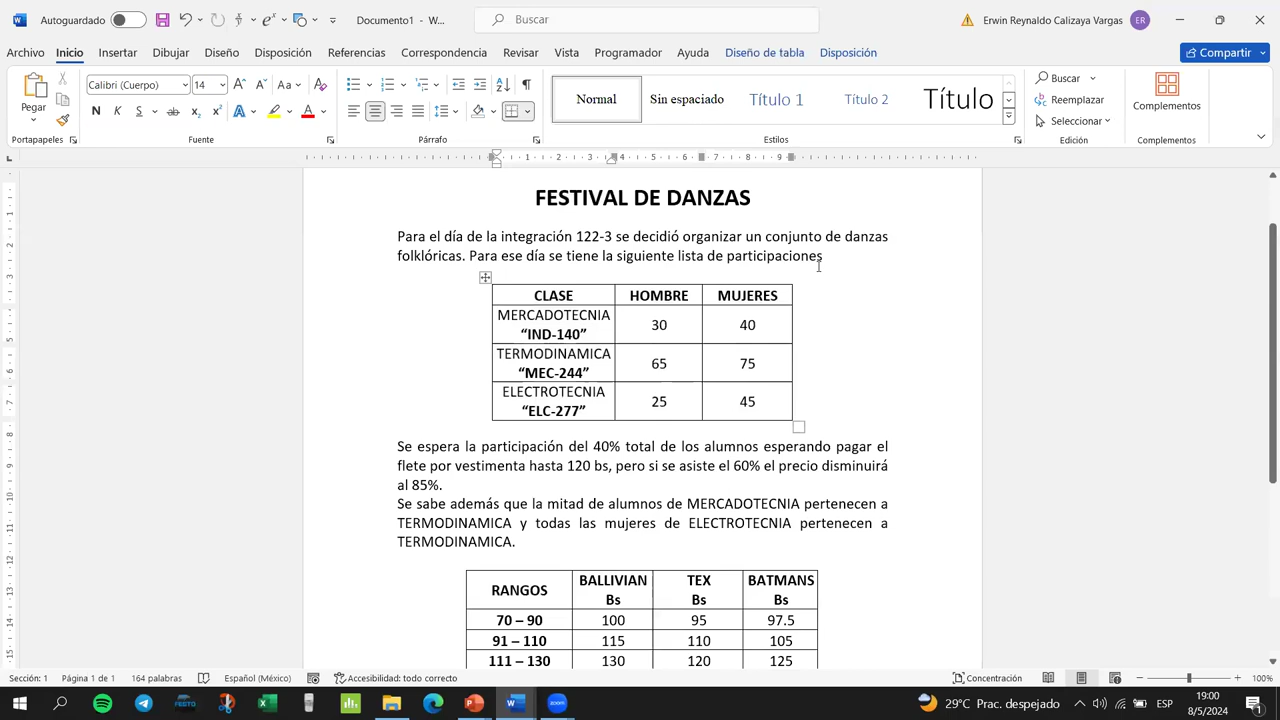 Autoguardado
Documento1 - W...
Buscar
Erwin Reynaldo Calizaya Vargas
ER
Archivo Inicio Insertar Dibujar Diseño Disposición Referencias Correspondencia Revisar Vista Programador Ayuda Diseño de tabla Disposición
Compartir
Pegar
Portapapeles
Calibri (Cuerpo) 14
N K S ab x₂ x²
Fuente
Párrafo
Normal
Sin espaciado
Título 1
Título 2
Título
Estilos
Buscar
Reemplazar
Seleccionar
Edición
Complementos
Complementos
FESTIVAL DE DANZAS
Para el día de la integración 122-3 se decidió organizar un conjunto de danzas
folklóricas. Para ese día se tiene la siguiente lista de participaciones
CLASE HOMBRE MUJERES
MERCADOTECNIA
“IND-140” 30 40
TERMODINAMICA
“MEC-244” 65 75
ELECTROTECNIA
“ELC-277” 25 45
Se espera la participación del 40% total de los alumnos esperando pagar el
flete por vestimenta hasta 120 bs, pero si se asiste el 60% el precio disminuirá
al 85%.
Se sabe además que la mitad de alumnos de MERCADOTECNIA pertenecen a
TERMODINAMICA y todas las mujeres de ELECTROTECNIA pertenecen a
TERMODINAMICA.
RANGOS BALLIVIAN Bs TEX Bs BATMANS Bs
70 – 90 100 95 97.5
91 – 110 115 110 105
111 – 130 130 120 125
Sección: 1 Página 1 de 1 164 palabras Español (México) Accesibilidad: todo correcto Concentración 100%
29°C Prac. despejado ESP 19:00
8/5/2024